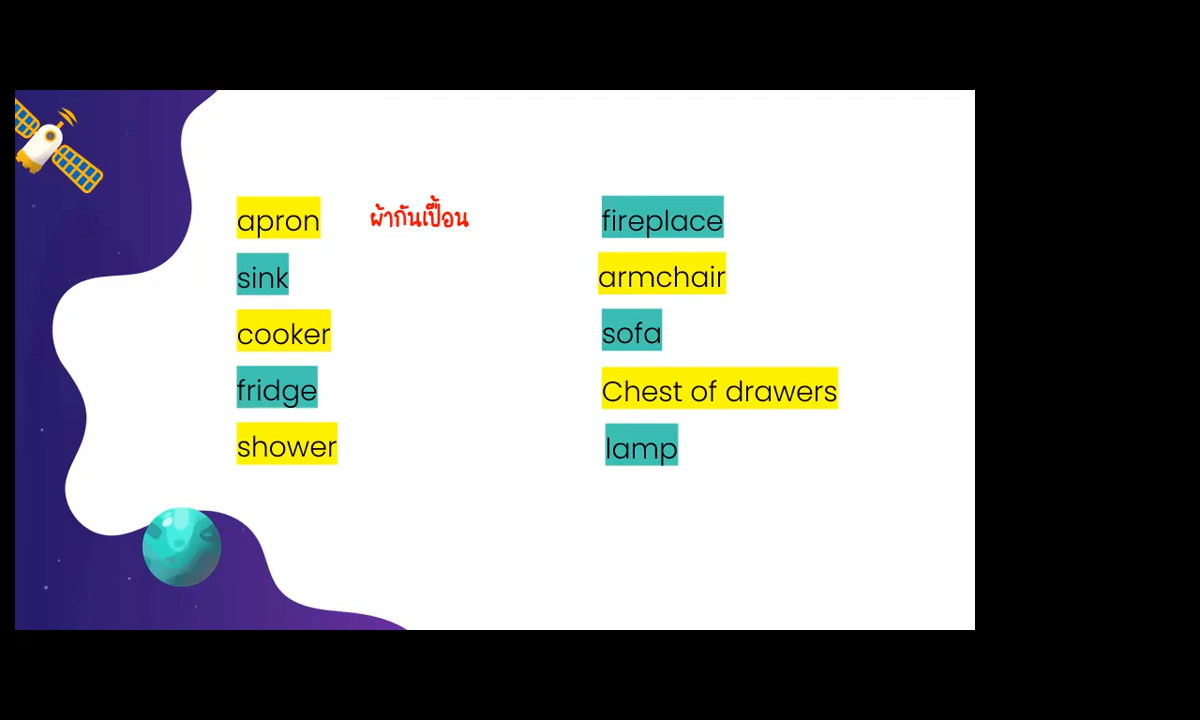 apron ผ้ากันเปื้อน
sink
cooker
fridge
shower
fireplace
armchair
sofa
Chest of drawers
lamp